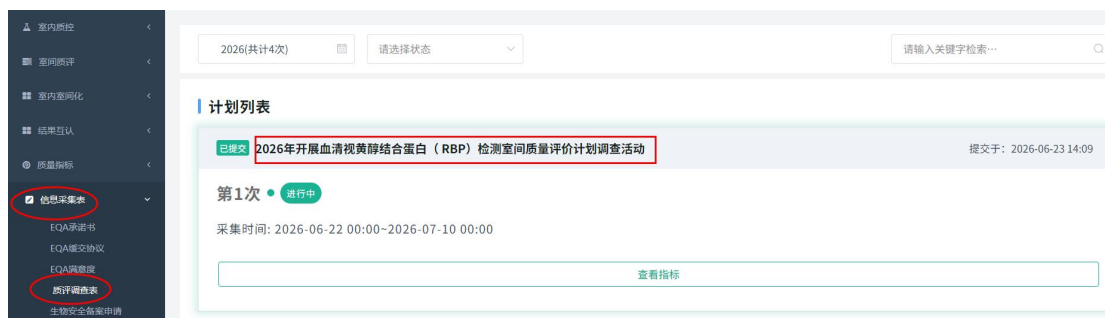 室内质控
室间质评
室内室间化
结果互认
质量指标
信息采集表
EQA承诺书
EQA缓交协议
EQA满意度
质评调查表
生物安全备案申请
2026(共计4次)
请选择状态
请输入关键字检索…
计划列表
已提交 2026年开展血清视黄醇结合蛋白（RBP）检测室间质量评价计划调查活动
提交于：2026-06-23 14:09
第1次 进行中
采集时间: 2026-06-22 00:00~2026-07-10 00:00
查看指标